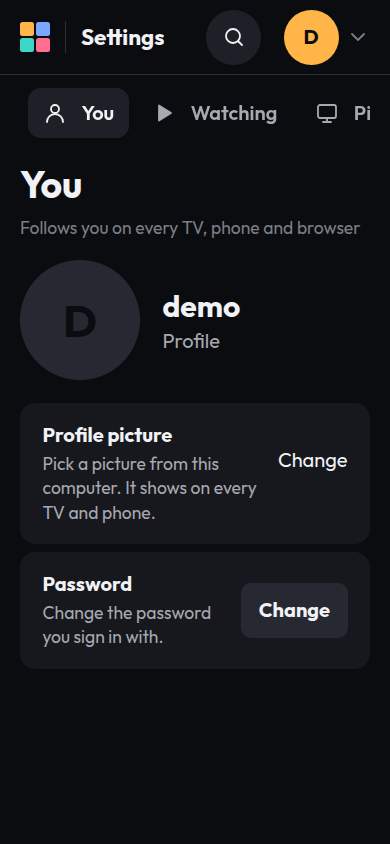 Settings
D
You
Watching
Pi
You
Follows you on every TV, phone and browser
D
demo
Profile
Profile picture
Pick a picture from this
computer. It shows on every
TV and phone.
Change
Password
Change the password
you sign in with.
Change